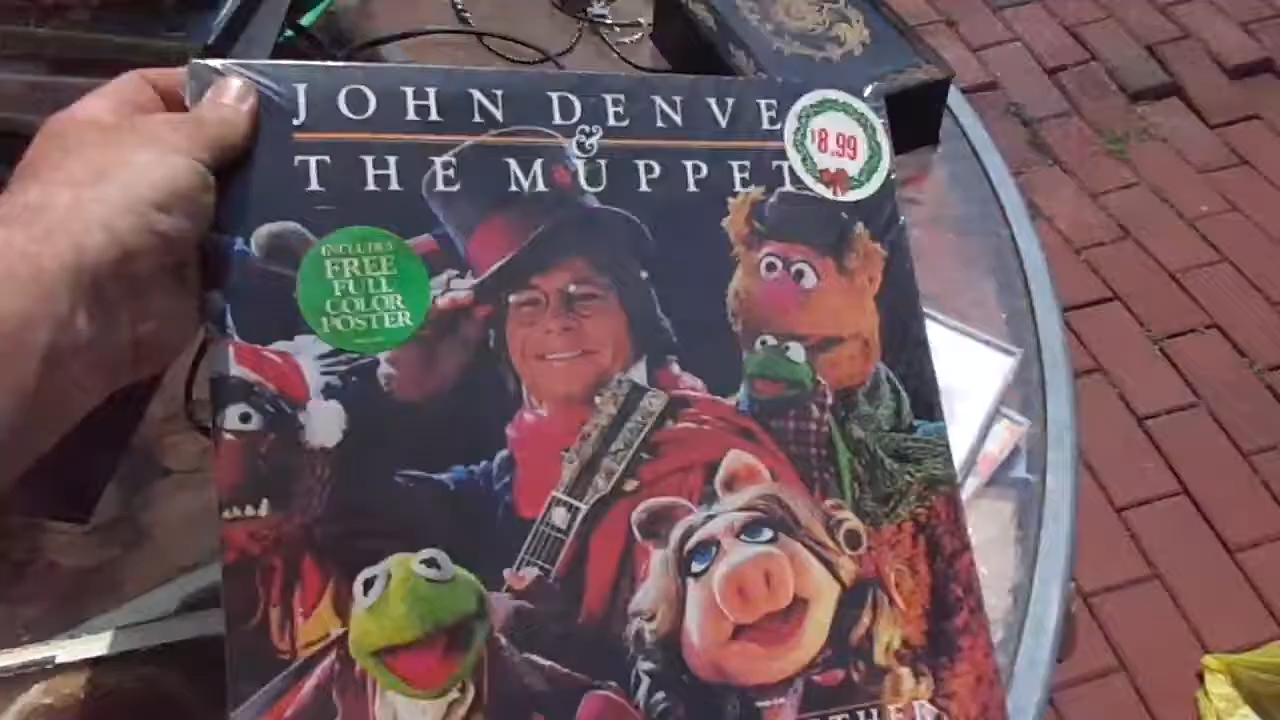 JOHN DENVE
&
THE MUPPET
$8.99
INCLUDES
FREE
FULL
COLOR
POSTER